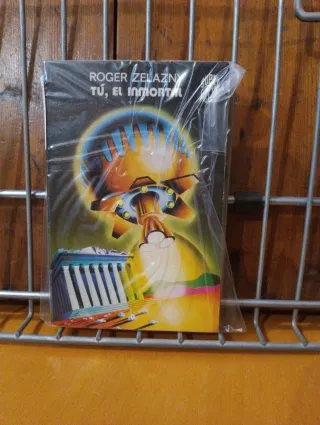 ROGER ZELAZNY
TÚ, EL INMORTAL